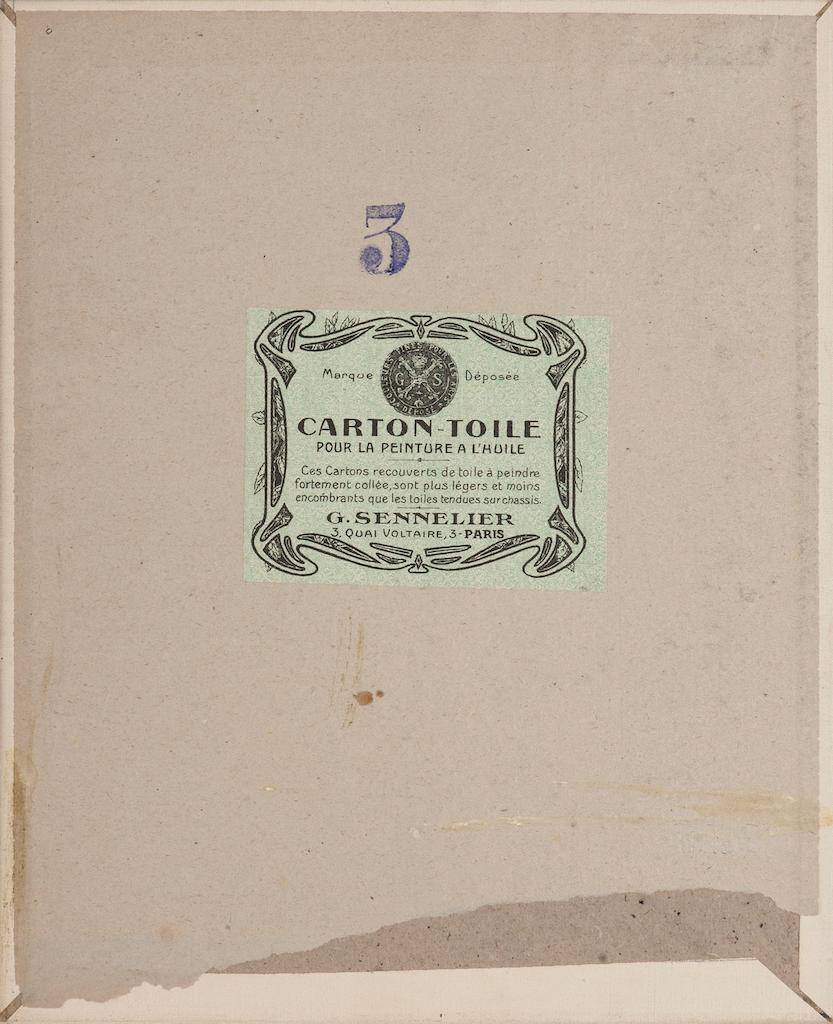 3
Marque Déposée
G S
CARTON-TOILE
POUR LA PEINTURE A L'HUILE
Ces Cartons recouverts de toile à peindre
fortement collée, sont plus légers et moins
encombrants que les toiles tendues sur chassis.
G. SENNELIER
3, QUAI VOLTAIRE, 3-PARIS